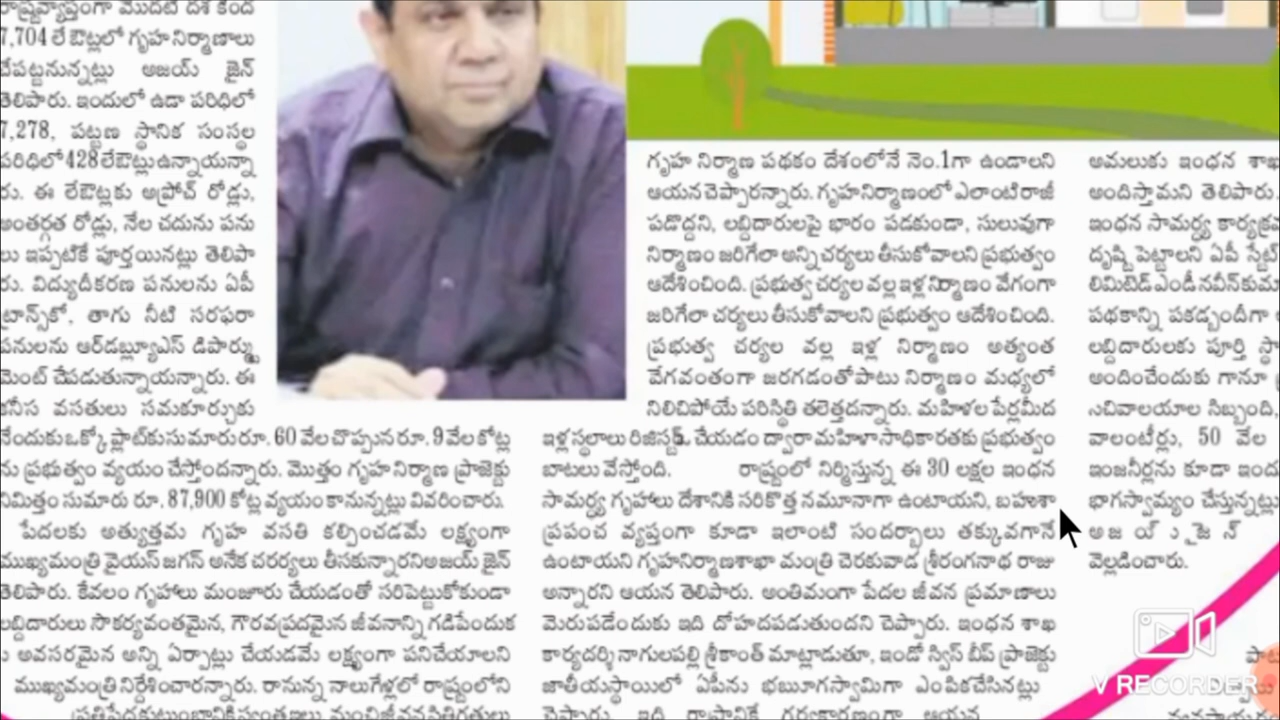 రాష్ట్రవ్యాప్తంగా మొదటి దశ కింద
7,704 లే ఔట్లలో గృహ నిర్మాణాలు
చేపట్టనున్నట్లు అజయ్ జైన్
తెలిపారు. ఇందులో ఉడా పరిధిలో
7,278, పట్టణ స్థానిక సంస్థల
పరిధిలో 428 లేఔట్లు ఉన్నాయన్నా
రు. ఈ లేఔట్లకు అప్రోచ్ రోడ్లు,
అంతర్గత రోడ్లు, నేల చదును పను
లు ఇప్పటికే పూర్తయినట్లు తెలిపా
రు. విద్యుదీకరణ పనులను ఏపీ
ట్రాన్స్‌కో, తాగు నీటి సరఫరా
పనులను ఆర్‌డబ్ల్యూఎస్ డిపార్ట్
మెంట్ చేపడుతున్నాయన్నారు. ఈ
కనీస వసతులు సమకూర్చుకు
నేందుకు ఒక్కో ప్లాట్‌కు సుమారు రూ. 60 వేల చొప్పున రూ. 9 వేల కోట్ల
ను ప్రభుత్వం వ్యయం చేస్తోందన్నారు. మొత్తం గృహ నిర్మాణ ప్రాజెక్టు
నిమిత్తం సుమారు రూ. 87,900 కోట్ల వ్యయం కానున్నట్లు వివరించారు.
పేదలకు అత్యుత్తమ గృహ వసతి కల్పించడమే లక్ష్యంగా
ముఖ్యమంత్రి వైయస్ జగన్ అనేక చరర్యలు తీసకున్నారని అజయ్ జైన్
తెలిపారు. కేవలం గృహాలు మంజూరు చేయడంతో సరిపెట్టుకోకుండా
లబ్దిదారులు సౌకర్యవంతమైన, గౌరవప్రదమైన జీవనాన్ని గడిపేందుక
అవసరమైన అన్ని ఏర్పాట్లు చేయడమే లక్ష్యంగా పనిచేయాలని
ముఖ్యమంత్రి నిర్దేశించారన్నారు. రానున్న నాలుగేళ్లలో రాష్ట్రంలోని
గృహ నిర్మాణ పథకం దేశంలోనే నెం.1గా ఉండాలని
ఆయన చెప్పారన్నారు. గృహనిర్మాణంలో ఎలాంటి రాజీ
పడొద్దని, లబ్దిదారులపై భారం పడకుండా, సులువుగా
నిర్మాణం జరిగేలా అన్ని చర్యలు తీసుకోవాలని ప్రభుత్వం
ఆదేశించింది. ప్రభుత్వ చర్యల వల్ల ఇళ్ల నిర్మాణం వేగంగా
జరిగేలా చర్యలు తీసుకోవాలని ప్రభుత్వం ఆదేశించింది.
ప్రభుత్వ చర్యల వల్ల ఇళ్ల నిర్మాణం అత్యంత
వేగవంతంగా జరగడంతోపాటు నిర్మాణం మధ్యలో
నిలిచిపోయే పరిస్థితి తలెత్తదన్నారు. మహిళల పేర్లమీద
ఇళ్ల స్థలాలు రిజిస్టర్ చేయడం ద్వారా మహిళా సాధికారతకు ప్రభుత్వం
బాటలు వేస్తోంది. రాష్ట్రంలో నిర్మిస్తున్న ఈ 30 లక్షల ఇంధన
సామర్థ్య గృహాలు దేశానికి సరికొత్త నమూనాగా ఉంటాయని, బహుశా
ప్రపంచ వ్యప్తంగా కూడా ఇలాంటి సందర్భాలు తక్కువగానే
ఉంటాయని గృహనిర్మాణశాఖా మంత్రి చెరకువాడ శ్రీరంగనాథ రాజు
అన్నారని ఆయన తెలిపారు. అంతిమంగా పేదల జీవన ప్రమాణాలు
మెరుపడేందుకు ఇది దోహదపడుతుందని చెప్పారు. ఇంధన శాఖ
కార్యదర్శి నాగులపల్లి శ్రీకాంత్ మాట్లాడుతూ, ఇండో స్విస్ బీప్ ప్రాజెక్టు
జాతీయస్థాయిలో ఏపీను భఋగస్వామిగా ఎంపికచేసినట్లు
అమలుకు ఇంధన శాఖ
అందిస్తామని తెలిపారు
ఇంధన సామర్థ్య కార్యక్రమ
దృష్టి పెట్టాలని ఏపీ స్టేట్
లిమిటెడ్ ఎండీ నవీన్‌కుమా
పథకాన్ని పకడ్బందీగా
లబ్దిదారులకు పూర్తి స్థా
అందించేందుకు గానూ
సచివాలయాల సిబ్బంది,
వాలంటీర్లు, 50 వేల
ఇంజనీర్లను కూడా ఇందు
భాగస్వామ్యం చేస్తున్నట్లు
అజయ్ జైన్
వెల్లడించారు.
V RECORDER